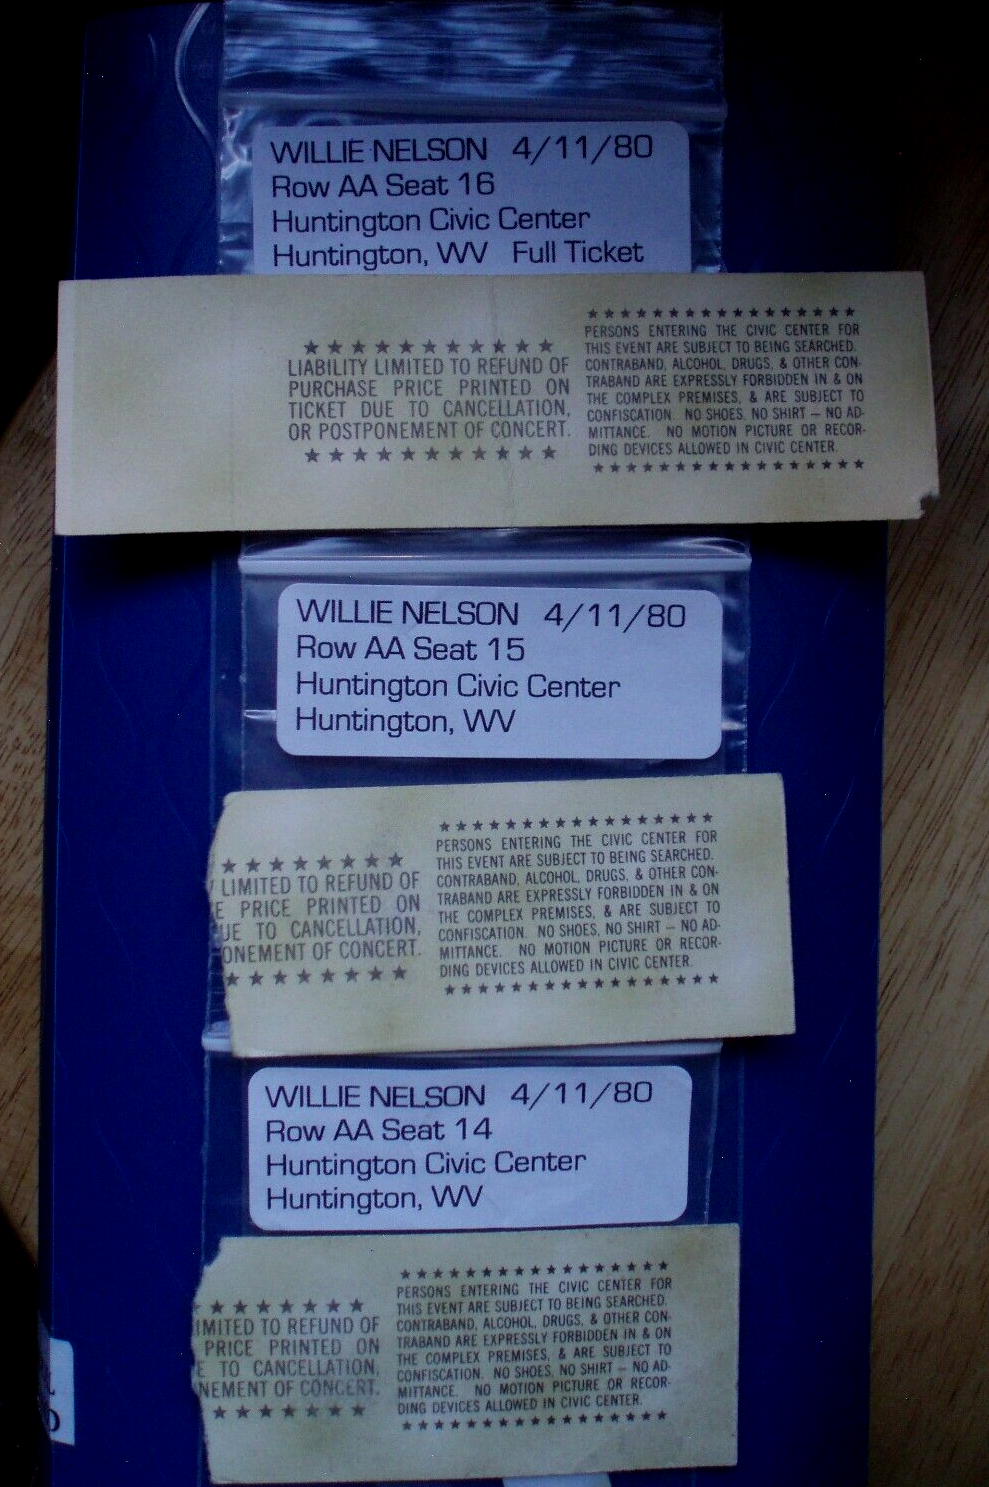 WILLIE NELSON 4/11/80
Row AA Seat 16
Huntington Civic Center
Huntington, WV Full Ticket
★ ★ ★ ★ ★ ★ ★ ★ ★ ★ ★
LIABILITY LIMITED TO REFUND OF
PURCHASE PRICE PRINTED ON
TICKET DUE TO CANCELLATION,
OR POSTPONEMENT OF CONCERT.
★ ★ ★ ★ ★ ★ ★ ★ ★ ★ ★
★ ★ ★ ★ ★ ★ ★ ★ ★ ★ ★ ★ ★ ★ ★ ★ ★
PERSONS ENTERING THE CIVIC CENTER FOR
THIS EVENT ARE SUBJECT TO BEING SEARCHED.
CONTRABAND, ALCOHOL, DRUGS, & OTHER CON-
TRABAND ARE EXPRESSLY FORBIDDEN IN & ON
THE COMPLEX PREMISES, & ARE SUBJECT TO
CONFISCATION. NO SHOES, NO SHIRT — NO AD-
MITTANCE. NO MOTION PICTURE OR RECOR-
DING DEVICES ALLOWED IN CIVIC CENTER.
★ ★ ★ ★ ★ ★ ★ ★ ★ ★ ★ ★ ★ ★ ★ ★ ★
WILLIE NELSON 4/11/80
Row AA Seat 15
Huntington Civic Center
Huntington, WV
★ ★ ★ ★ ★ ★ ★ ★
LIMITED TO REFUND OF
E PRICE PRINTED ON
UE TO CANCELLATION,
ONEMENT OF CONCERT.
★ ★ ★ ★ ★ ★ ★ ★
★ ★ ★ ★ ★ ★ ★ ★ ★ ★ ★ ★ ★ ★ ★ ★ ★
PERSONS ENTERING THE CIVIC CENTER FOR
THIS EVENT ARE SUBJECT TO BEING SEARCHED.
CONTRABAND, ALCOHOL, DRUGS, & OTHER CON-
TRABAND ARE EXPRESSLY FORBIDDEN IN & ON
THE COMPLEX PREMISES, & ARE SUBJECT TO
CONFISCATION. NO SHOES, NO SHIRT — NO AD-
MITTANCE. NO MOTION PICTURE OR RECOR-
DING DEVICES ALLOWED IN CIVIC CENTER.
★ ★ ★ ★ ★ ★ ★ ★ ★ ★ ★ ★ ★ ★ ★ ★ ★
WILLIE NELSON 4/11/80
Row AA Seat 14
Huntington Civic Center
Huntington, WV
★ ★ ★ ★ ★ ★ ★
IMITED TO REFUND OF
PRICE PRINTED ON
E TO CANCELLATION,
NEMENT OF CONCERT.
★ ★ ★ ★ ★ ★ ★
★ ★ ★ ★ ★ ★ ★ ★ ★ ★ ★ ★ ★ ★ ★ ★ ★
PERSONS ENTERING THE CIVIC CENTER FOR
THIS EVENT ARE SUBJECT TO BEING SEARCHED.
CONTRABAND, ALCOHOL, DRUGS, & OTHER CON-
TRABAND ARE EXPRESSLY FORBIDDEN IN & ON
THE COMPLEX PREMISES, & ARE SUBJECT TO
CONFISCATION. NO SHOES, NO SHIRT — NO AD-
MITTANCE. NO MOTION PICTURE OR RECOR-
DING DEVICES ALLOWED IN CIVIC CENTER.
★ ★ ★ ★ ★ ★ ★ ★ ★ ★ ★ ★ ★ ★ ★ ★ ★